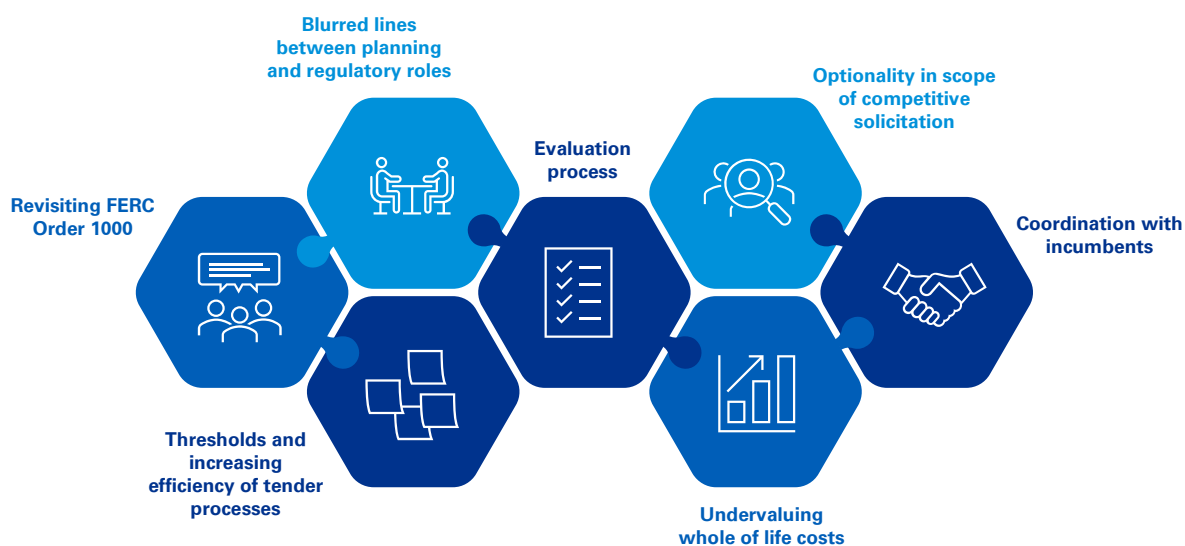 Blurred lines
between planning
and regulatory roles
Optionality in scope
of competitive
solicitation
Evaluation
process
Revisiting FERC
Order 1000
Coordination with
incumbents
Thresholds and
increasing
efficiency of tender
processes
Undervaluing
whole of life costs